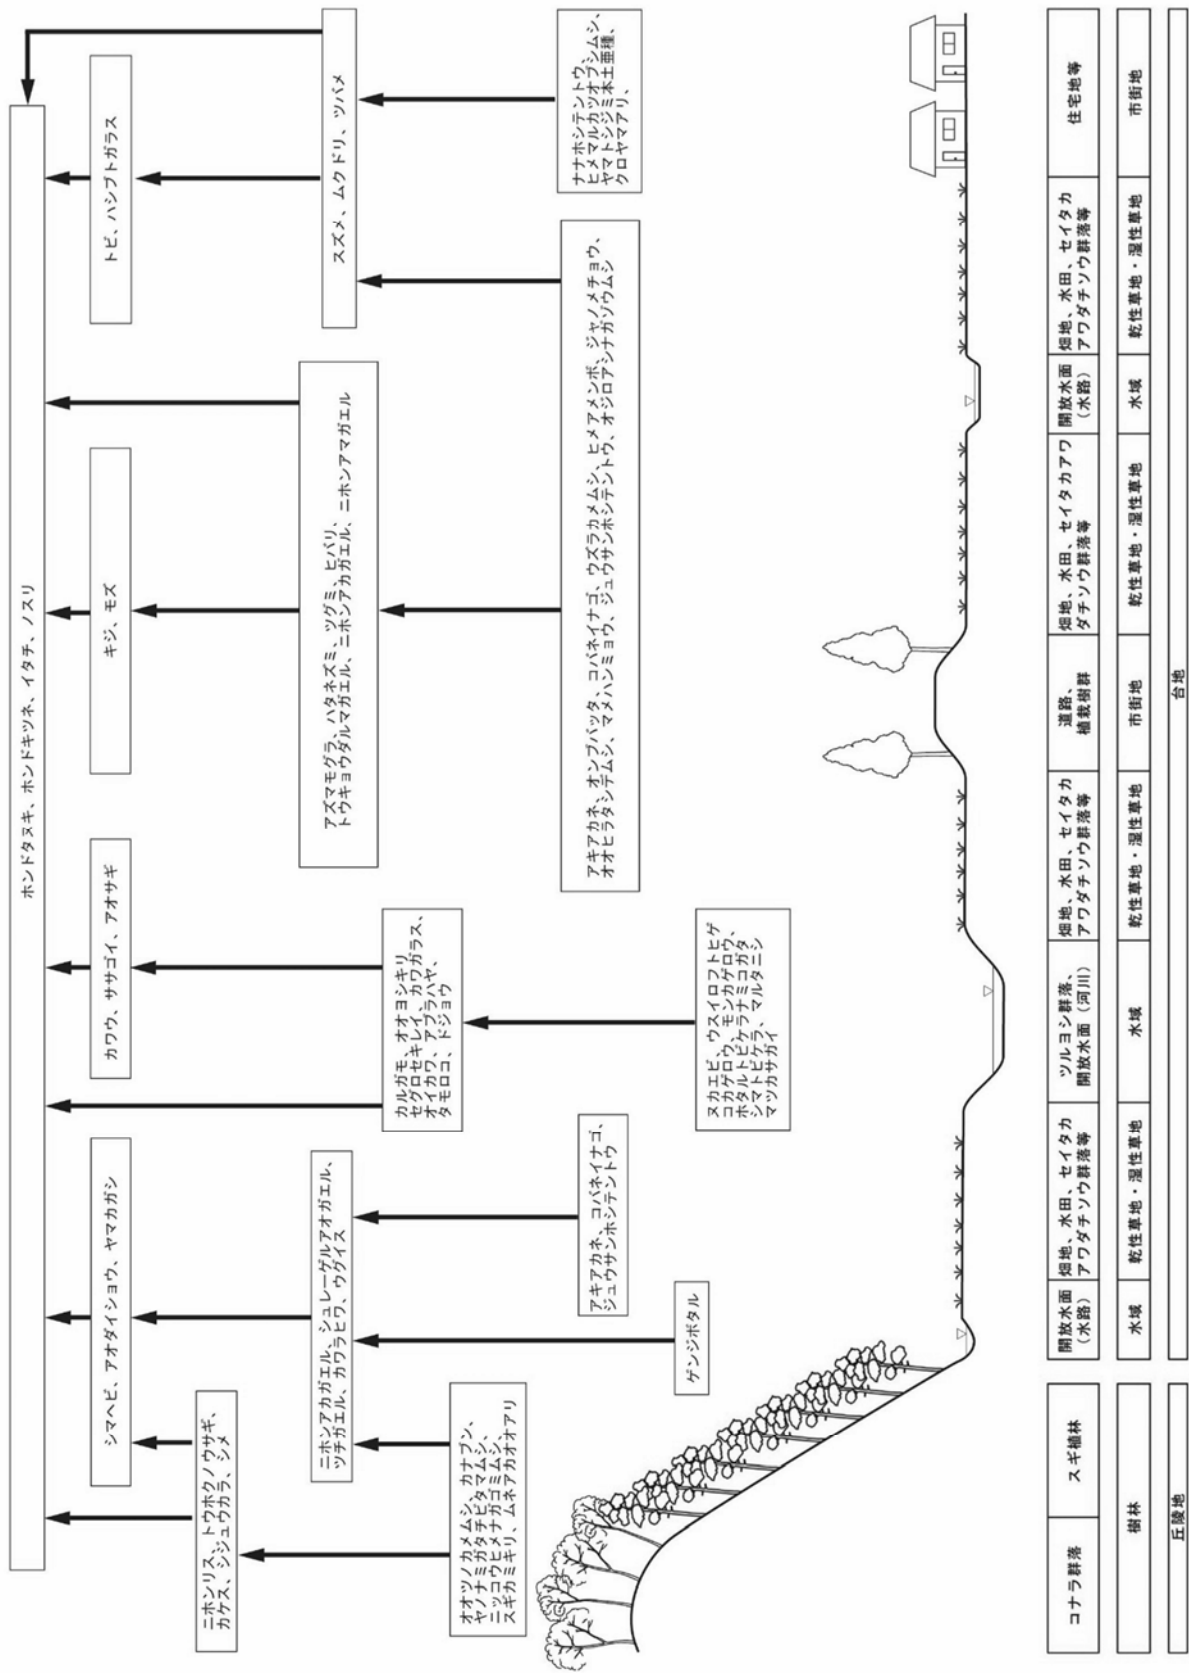 ホンドタヌキ、ホンドキツネ、イタチ、ノスリ
シマヘビ、アオダイショウ、ヤマカガシ
カワウ、ササゴイ、アオサギ
キジ、モズ
トビ、ハシブトガラス
ニホンリス、トウホクノウサギ、
カケス、シジュウカラ、シメ
ニホンアカガエル、シュレーゲルアオガエル、
ツチガエル、カワラヒワ、ウグイス
カルガモ、オオヨシキリ
セグロセキレイ、カワガラス、
オイカワ、アブラハヤ、
タモロコ、ドジョウ
アズマモグラ、ハタネズミ、ツグミ、ヒバリ、
トウキョウダルマガエル、ニホンアカガエル、ニホンアマガエル
スズメ、ムクドリ、ツバメ
オオツノカメムシ、カナブン、
ヤノナミガタチビタマムシ、
ニッコウヒメナガゴミムシ、
スギカミキリ、ムネアカオオアリ
ゲンジボタル
アキアカネ、コバネイナゴ、
ジュウサンホシテントウ
ヌカエビ、ウスイロフトヒゲ
コカゲロウ、モンカゲロウ、
ホタルトビケラナミコガタ
シマトビケラ、マルタニシ
マツカサガイ
アキアカネ、オンブバッタ、コバネイナゴ、ウズラカメムシ、ヒメアメンボ、ジャノメチョウ、
オオヒラタシデムシ、マメハンミョウ、ジュウサンホシテントウ、オジロアシナガゾウムシ
ナナホシテントウ、
ヒメマルカツオブシムシ、
ヤマトシジミ本土亜種、
クロヤマアリ、
コナラ群落
スギ植林
開放水面
(水路)
畑地、水田、セイタカ
アワダチソウ群落等
ツルヨシ群落、
開放水面(河川)
畑地、水田、セイタカ
アワダチソウ群落等
道路、
植栽樹群
畑地、水田、セイタカアワ
ダチソウ群落等
開放水面
(水路)
畑地、水田、セイタカ
アワダチソウ群落等
住宅地等
樹林
水域
乾性草地・湿性草地
水域
乾性草地・湿性草地
市街地
乾性草地・湿性草地
水域
乾性草地・湿性草地
市街地
丘陵地
台地